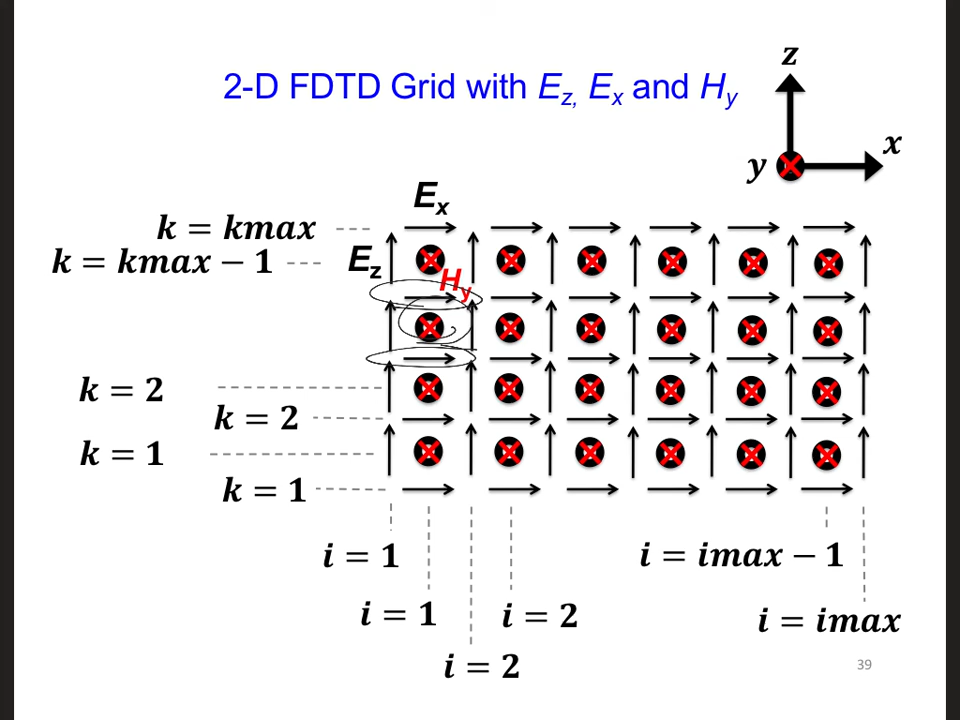 2-D FDTD Grid with Ez, Ex and Hy
z
x
y
Ex
k = kmax
k = kmax − 1
Ez
Hy
k = 2
k = 2
k = 1
k = 1
i = 1
i = imax − 1
i = 1
i = 2
i = imax
i = 2
39